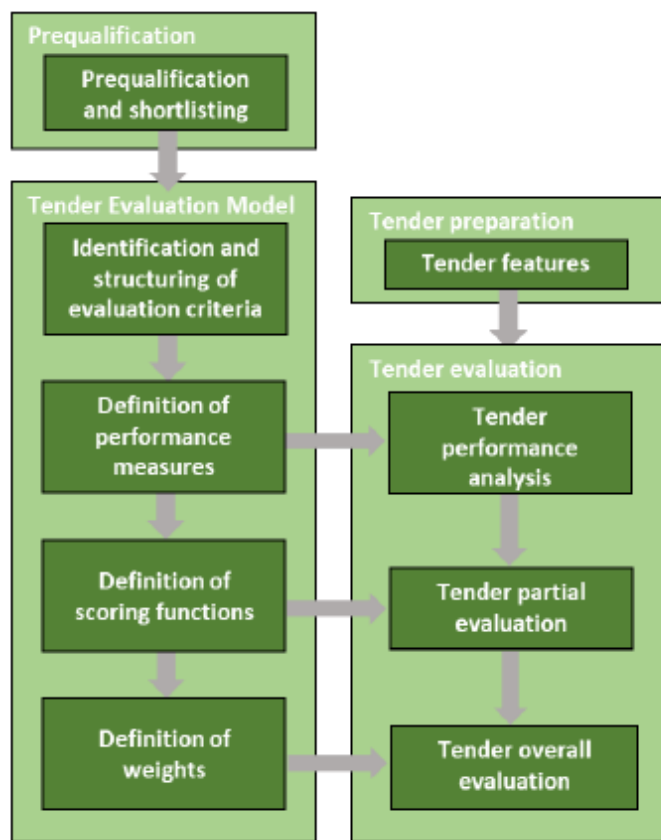 Prequalification
Prequalification
and shortlisting
Tender Evaluation Model
Identification and
structuring of
evaluation criteria
Definition of
performance
measures
Definition of
scoring functions
Definition of
weights
Tender preparation
Tender features
Tender evaluation
Tender
performance
analysis
Tender partial
evaluation
Tender overall
evaluation